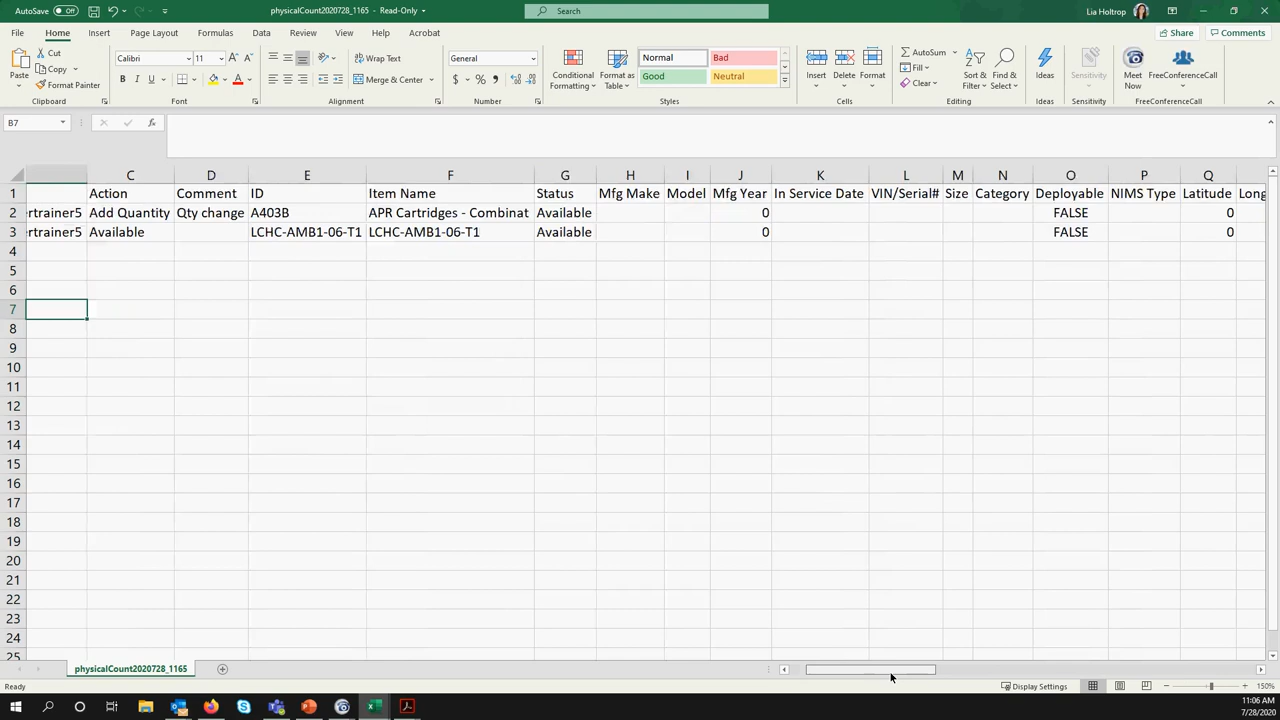 AutoSave Off physicalCount2020728_1165 - Read-Only Search Lia Holtrop
File Home Insert Draw Page Layout Formulas Data Review View Help Acrobat Share Comments
Paste Cut Copy Format Painter Clipboard
Calibri 11 A A B I U A Font
ab Wrap Text Merge & Center Alignment
General $ % , Number
Conditional Formatting Format as Table Normal Bad Good Neutral Styles
Insert Delete Format Cells
AutoSum Fill Clear Sort & Filter Find & Select Editing
Ideas Ideas
Sensitivity Sensitivity
Meet Now FreeConferenceCall FreeConferenceCall
B7 fx
C D E F G H I J K L M N O P Q
1 Action Comment ID Item Name Status Mfg Make Model Mfg Year In Service Date VIN/Serial# Size Category Deployable NIMS Type Latitude Long
2 ertrainer5 Add Quantity Qty change A403B APR Cartridges - Combinat Available 0 FALSE 0
3 ertrainer5 Available LCHC-AMB1-06-T1 LCHC-AMB1-06-T1 Available 0 FALSE 0
4
5
6
7
8
9
10
11
12
13
14
15
16
17
18
19
20
21
22
23
24
25
physicalCount2020728_1165
Ready Display Settings 150%
11:06 AM
7/28/2020